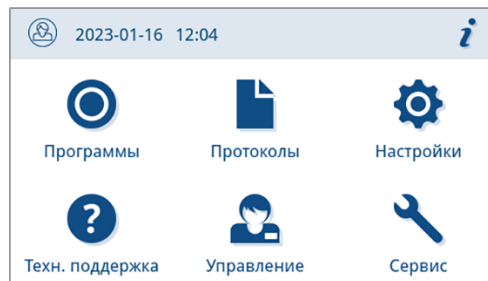 2023-01-16 12:04
Программы Протоколы Настройки
Техн. поддержка Управление Сервис